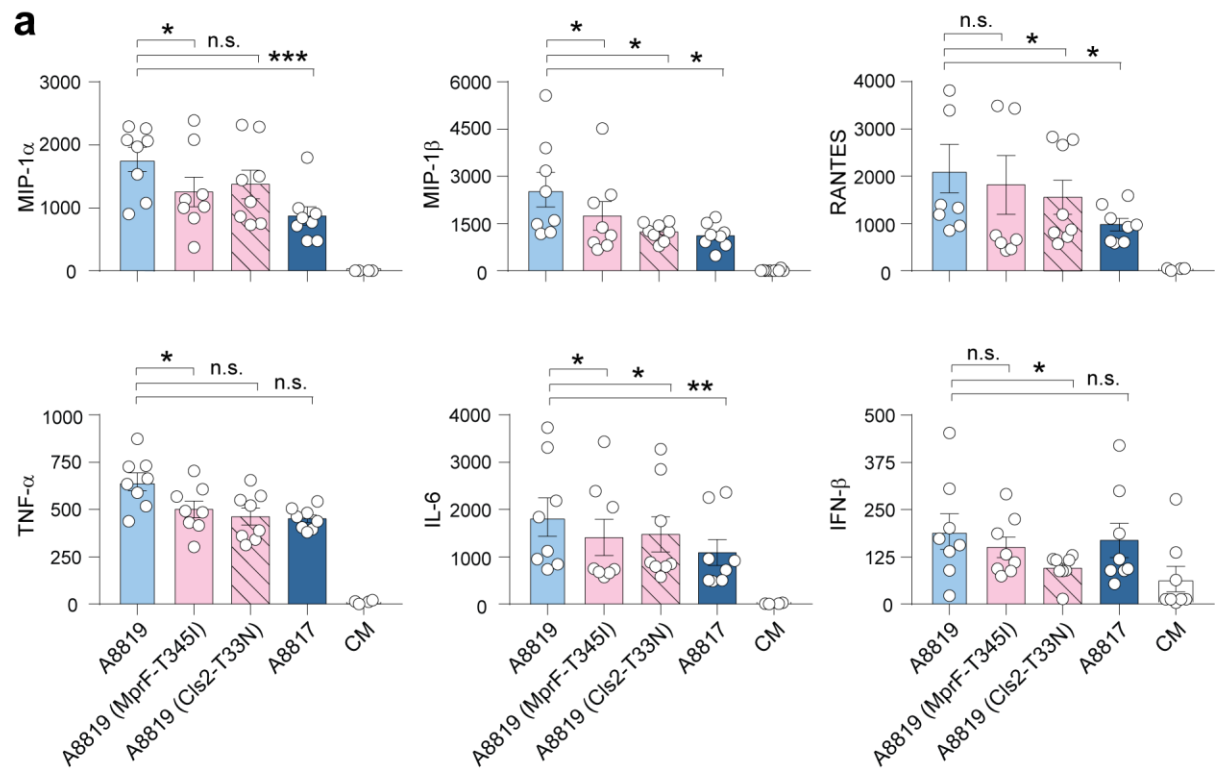 a
*
n.s.
***
MIP-1α
3000
2000
1000
0
*
*
*
MIP-1β
6000
4500
3000
1500
0
n.s.
*
*
RANTES
4000
3000
2000
1000
0
*
n.s.
n.s.
TNF-α
1000
750
500
250
0
A8819
A8819 (MprF-T345I)
A8819 (Cls2-T33N)
A8817
CM
*
*
**
IL-6
4000
3000
2000
1000
0
A8819
A8819 (MprF-T345I)
A8819 (Cls2-T33N)
A8817
CM
n.s.
*
n.s.
IFN-β
500
375
250
125
0
A8819
A8819 (MprF-T345I)
A8819 (Cls2-T33N)
A8817
CM